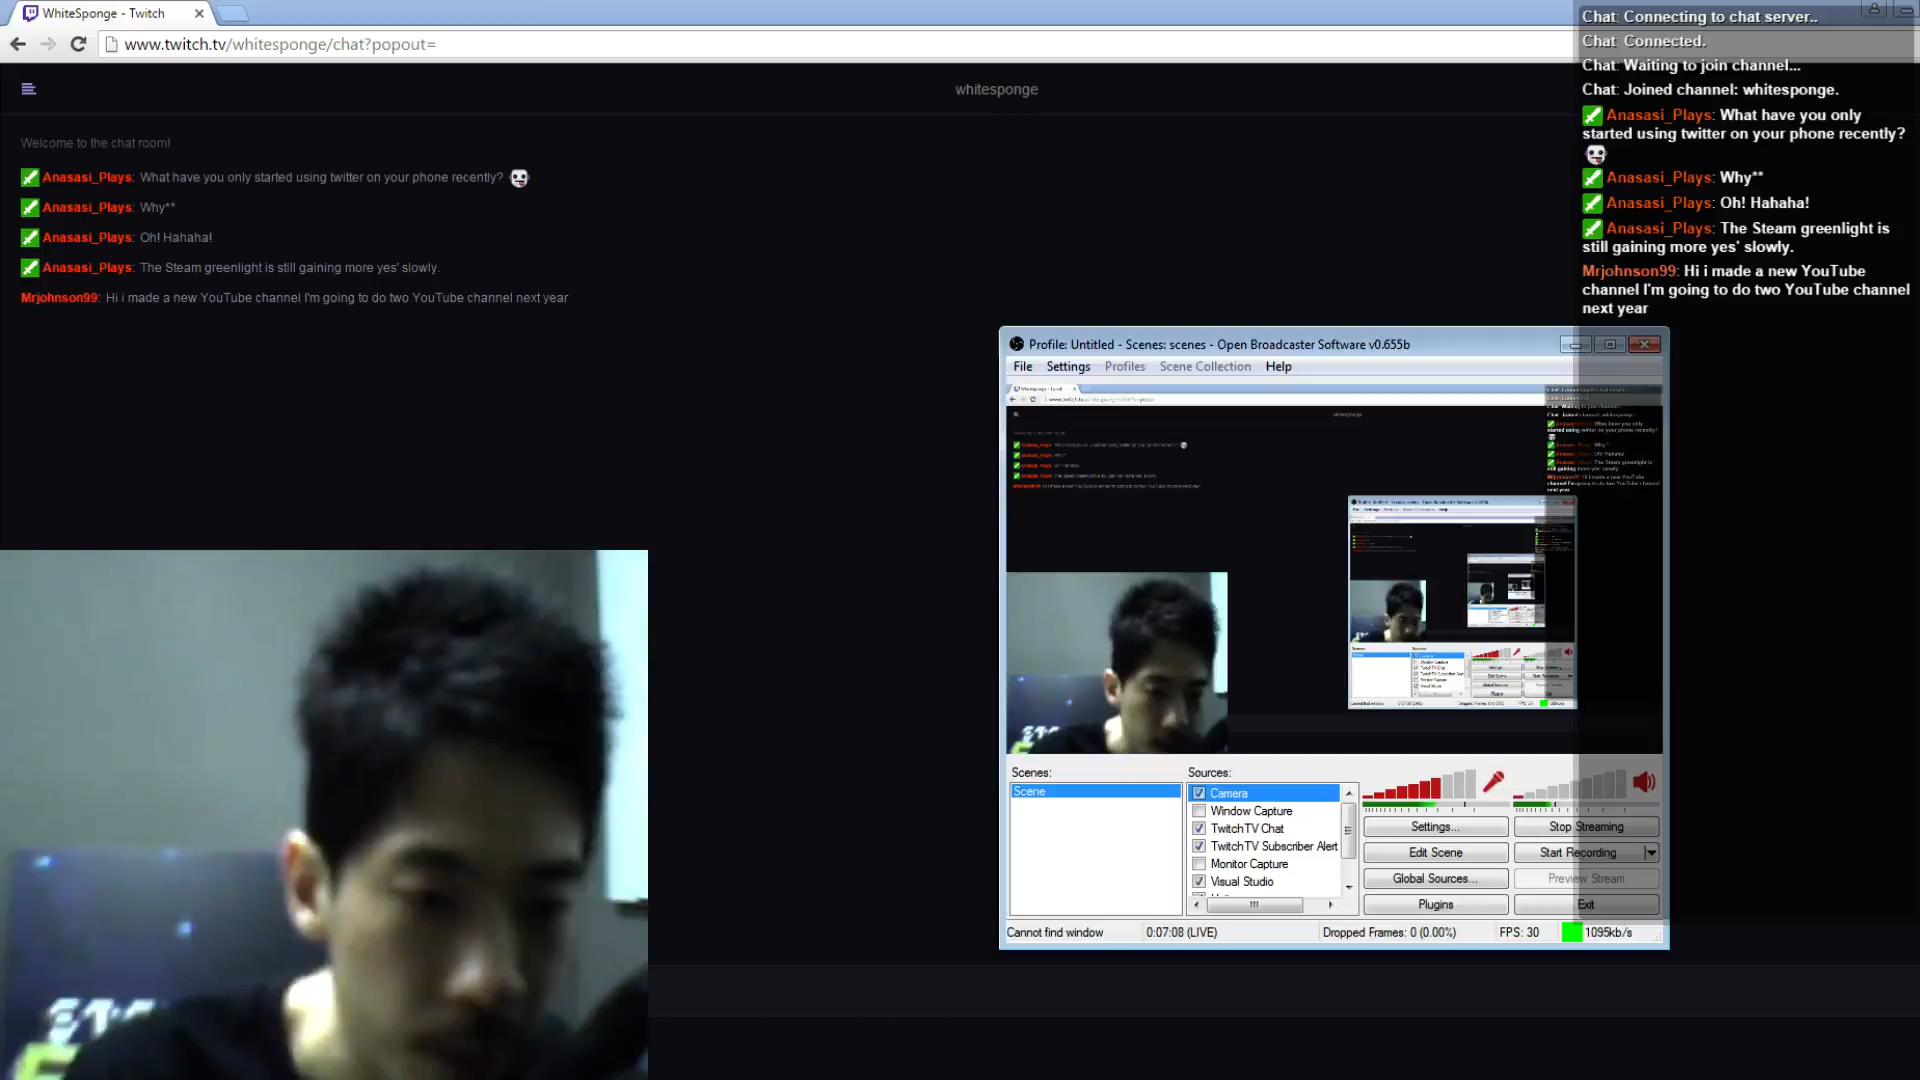 WhiteSponge - Twitch
www.twitch.tv/whitesponge/chat?popout=
whitesponge
Welcome to the chat room!
Anasasi_Plays: What have you only started using twitter on your phone recently?
Anasasi_Plays: Why**
Anasasi_Plays: Oh! Hahaha!
Anasasi_Plays: The Steam greenlight is still gaining more yes' slowly.
Mrjohnson99: Hi i made a new YouTube channel I'm going to do two YouTube channel next year
Chat: Connecting to chat server..
Chat: Connected.
Chat: Waiting to join channel...
Chat: Joined channel: whitesponge.
Anasasi_Plays: What have you only
started using twitter on your phone recently?
Anasasi_Plays: Why**
Anasasi_Plays: Oh! Hahaha!
Anasasi_Plays: The Steam greenlight is
still gaining more yes' slowly.
Mrjohnson99: Hi i made a new YouTube
channel I'm going to do two YouTube channel
next year
Profile: Untitled - Scenes: scenes - Open Broadcaster Software v0.655b
File Settings Profiles Scene Collection Help
Scenes:
Scene
Sources:
Camera
Window Capture
TwitchTV Chat
TwitchTV Subscriber Alert
Monitor Capture
Visual Studio
Settings... Stop Streaming
Edit Scene Start Recording
Global Sources... Preview Stream
Plugins Exit
Cannot find window 0:07:08 (LIVE) Dropped Frames: 0 (0.00%) FPS: 30 1095kb/s